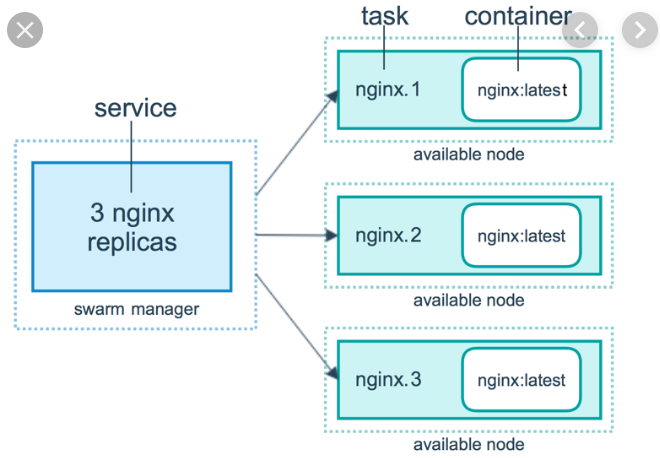 task
container
nginx.1
nginx:latest
available node
service
3 nginx
replicas
swarm manager
nginx.2
nginx:latest
available node
nginx.3
nginx:latest
available node